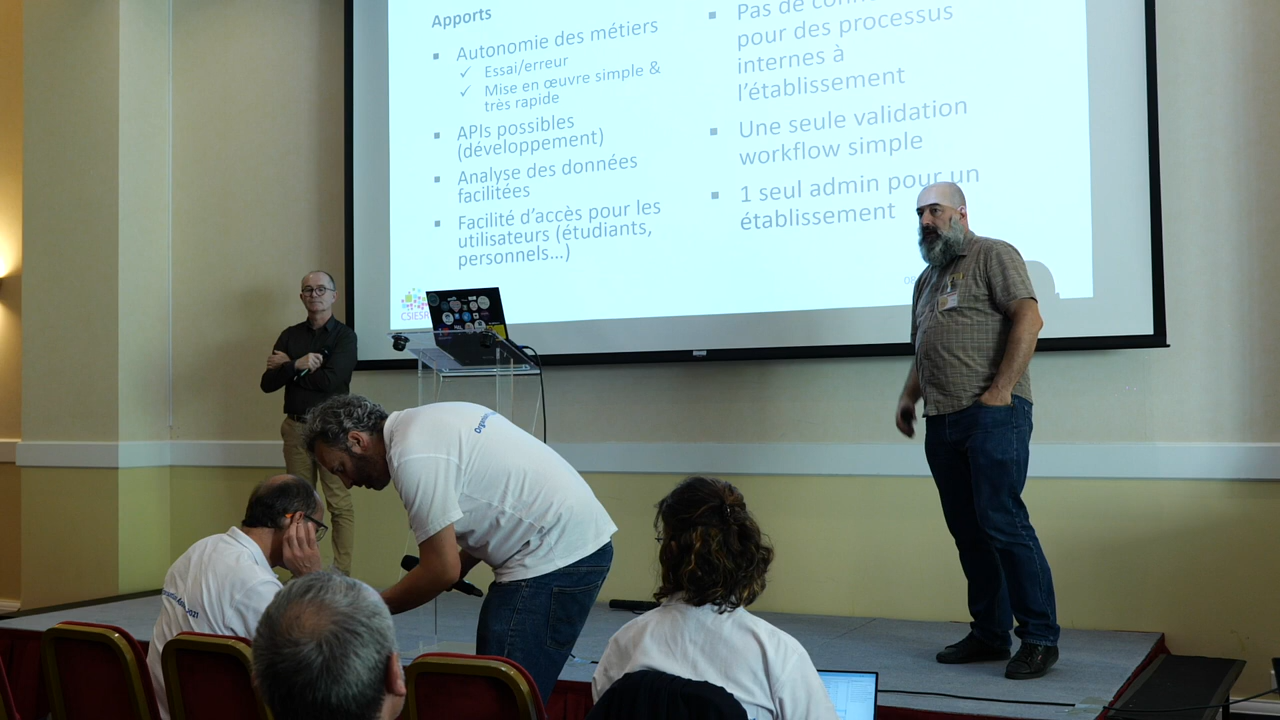 Apports
▪ Autonomie des métiers
✓ Essai/erreur
✓ Mise en œuvre simple &
très rapide
▪ APIs possibles
(développement)
▪ Analyse des données
facilitées
▪ Facilité d'accès pour les
utilisateurs (étudiants,
personnels...)
▪ Pas de
pour des processus
internes à
l'établissement
▪ Une seule validation
workflow simple
▪ 1 seul admin pour un
établissement
CSIESR